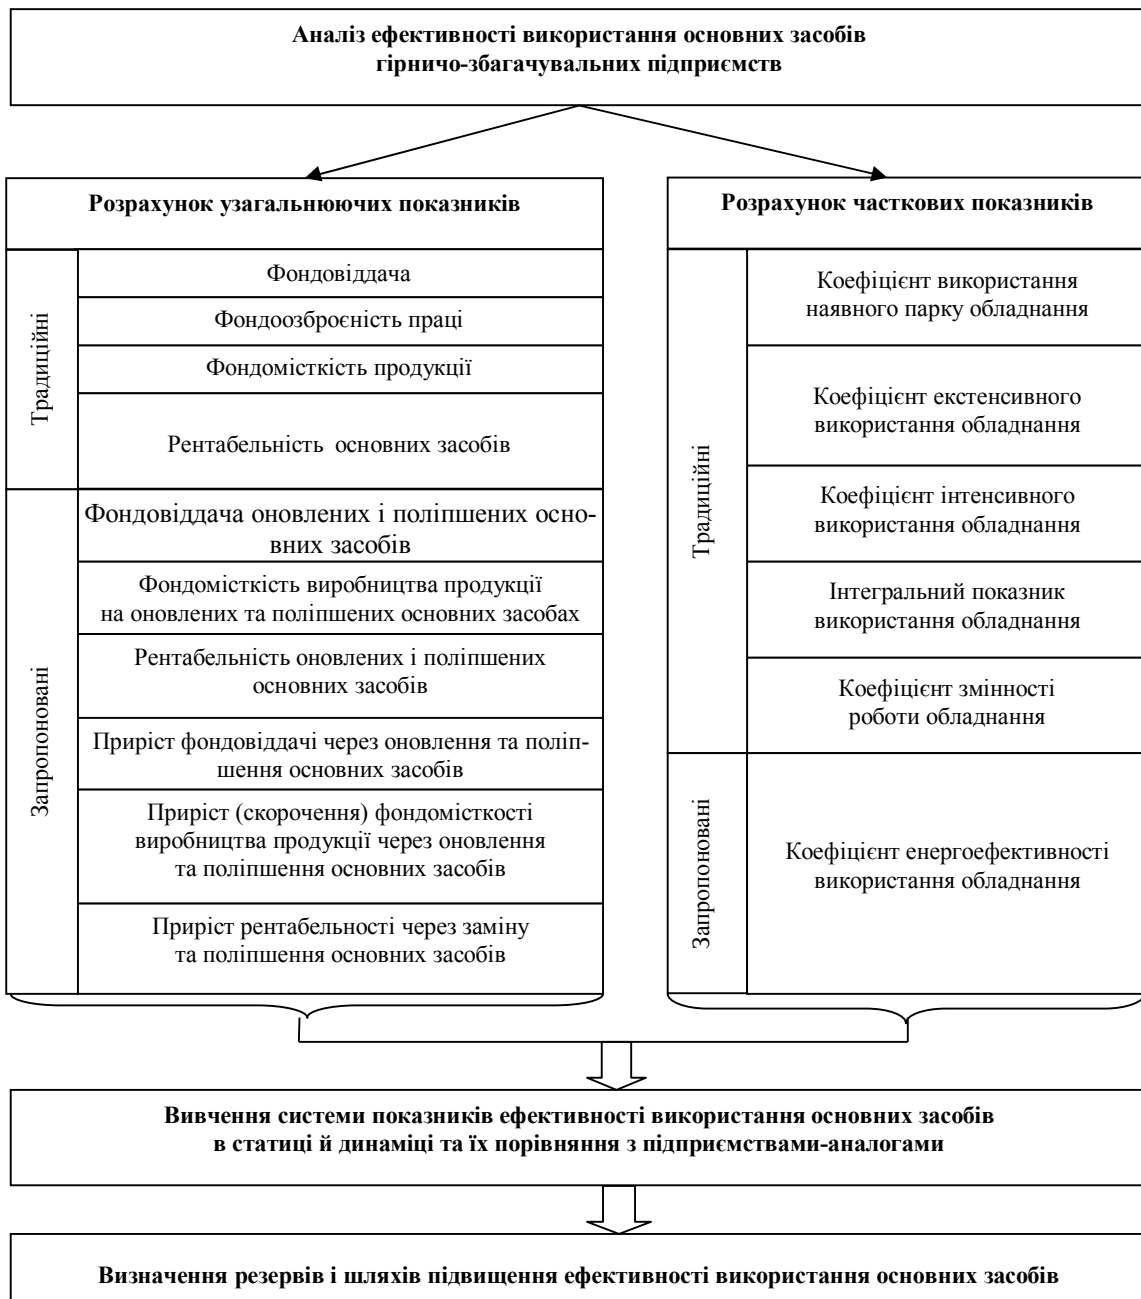 Аналіз ефективності використання основних засобів
гірничо-збагачувальних підприємств
Розрахунок узагальнюючих показників
Традиційні
Фондовіддача
Фондоозброєність праці
Фондомісткість продукції
Рентабельність основних засобів
Запропоновані
Фондовіддача оновлених і поліпшених осно-
вних засобів
Фондомісткість виробництва продукції
на оновлених та поліпшених основних засобах
Рентабельність оновлених і поліпшених
основних засобів
Приріст фондовіддачі через оновлення та поліп-
шення основних засобів
Приріст (скорочення) фондомісткості
виробництва продукції через оновлення
та поліпшення основних засобів
Приріст рентабельності через заміну
та поліпшення основних засобів
Розрахунок часткових показників
Традиційні
Коефіцієнт використання
наявного парку обладнання
Коефіцієнт екстенсивного
використання обладнання
Коефіцієнт інтенсивного
використання обладнання
Інтегральний показник
використання обладнання
Коефіцієнт змінності
роботи обладнання
Запропоновані
Коефіцієнт енергоефективності
використання обладнання
Вивчення системи показників ефективності використання основних засобів
в статиці й динаміці та їх порівняння з підприємствами-аналогами
Визначення резервів і шляхів підвищення ефективності використання основних засобів